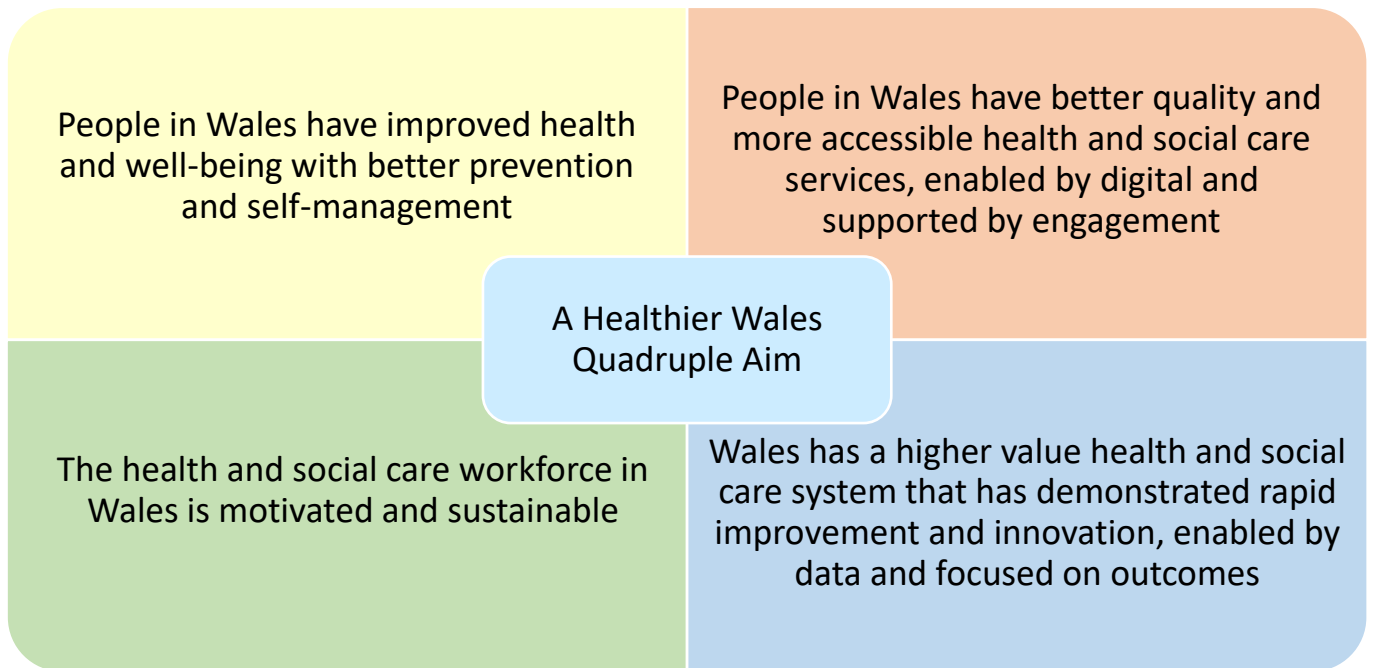 People in Wales have improved health
and well-being with better prevention
and self-management
People in Wales have better quality and
more accessible health and social care
services, enabled by digital and
supported by engagement
A Healthier Wales
Quadruple Aim
The health and social care workforce in
Wales is motivated and sustainable
Wales has a higher value health and social
care system that has demonstrated rapid
improvement and innovation, enabled by
data and focused on outcomes